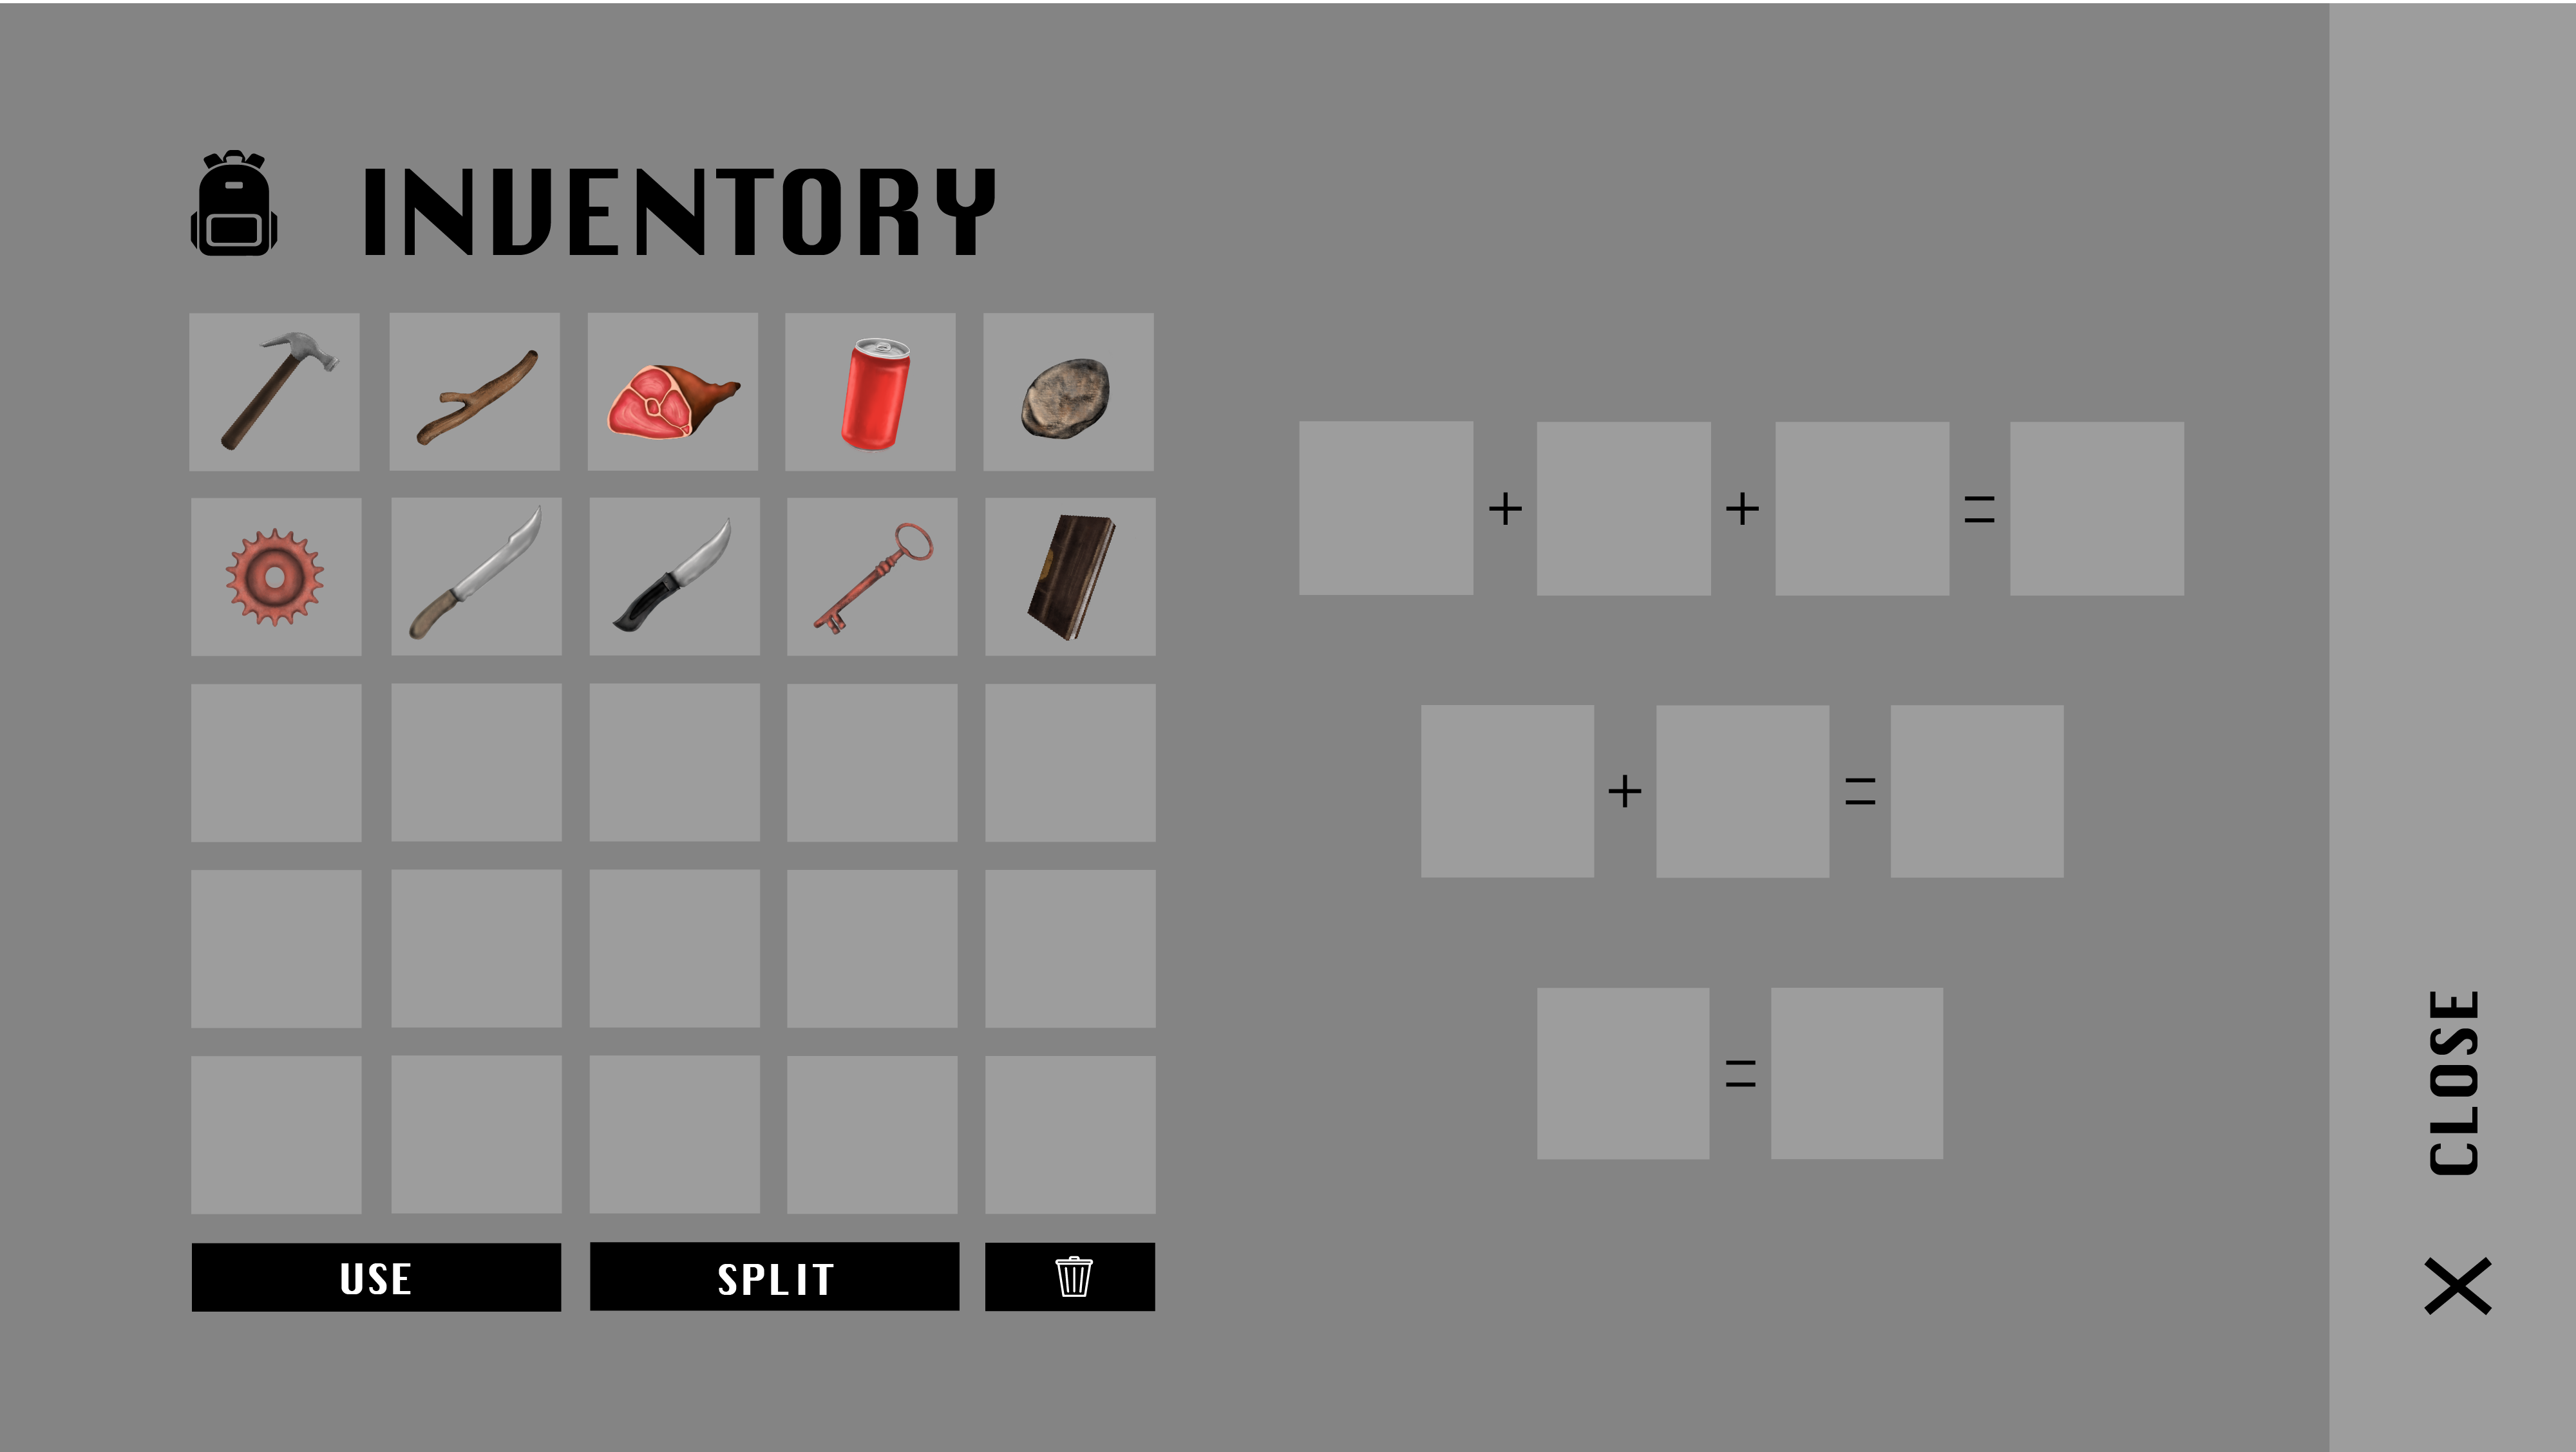 INVENTORY
+ + =
+ =
=
USE
SPLIT
CLOSE
X